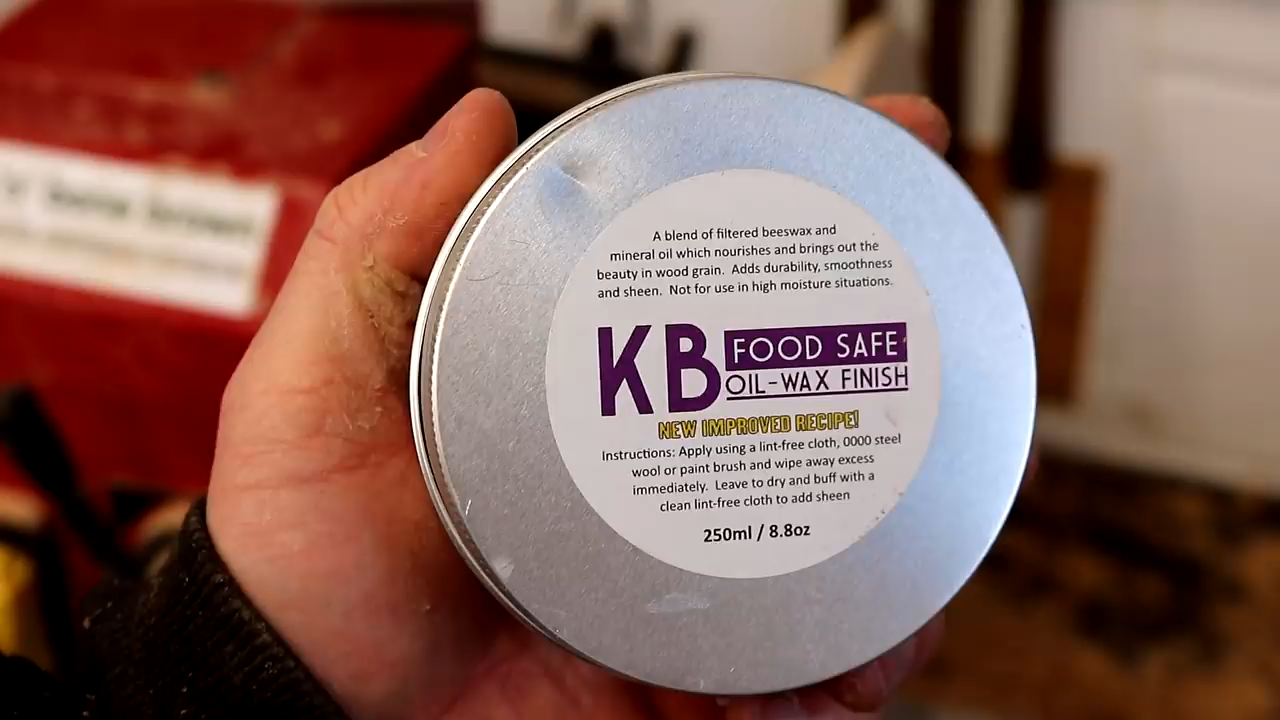 A blend of filtered beeswax and
mineral oil which nourishes and brings out the
beauty in wood grain. Adds durability, smoothness
and sheen. Not for use in high moisture situations.
KB FOOD SAFE
OIL-WAX FINISH
NEW IMPROVED RECIPE!
Instructions: Apply using a lint-free cloth, 0000 steel
wool or paint brush and wipe away excess
immediately. Leave to dry and buff with a
clean lint-free cloth to add sheen
250ml / 8.8oz